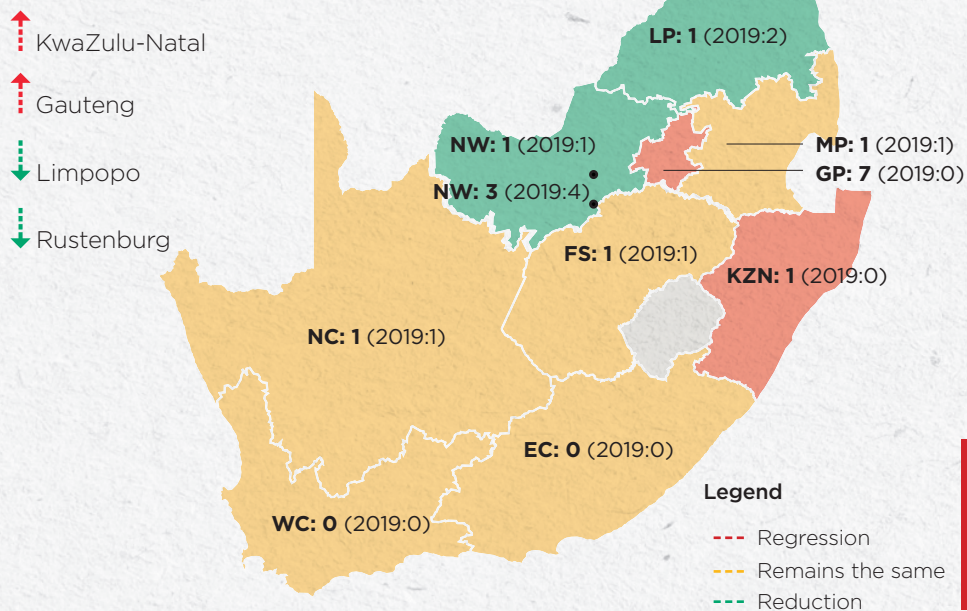 KwaZulu-Natal
Gauteng
Limpopo
Rustenburg
LP: 1 (2019:2)
NW: 1 (2019:1)
NW: 3 (2019:4)
MP: 1 (2019:1)
GP: 7 (2019:0)
FS: 1 (2019:1)
KZN: 1 (2019:0)
NC: 1 (2019:1)
EC: 0 (2019:0)
WC: 0 (2019:0)
Legend
Regression
Remains the same
Reduction